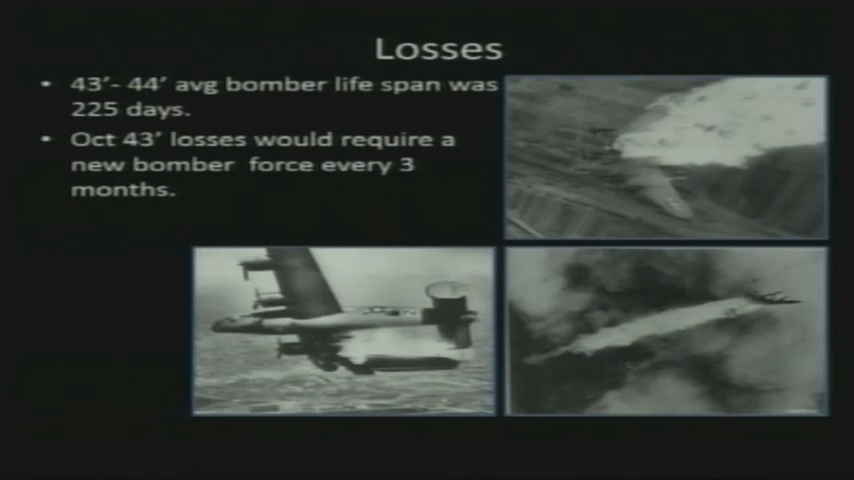 Losses
• 43'- 44' avg bomber life span was
225 days.
• Oct 43' losses would require a
new bomber force every 3
months.